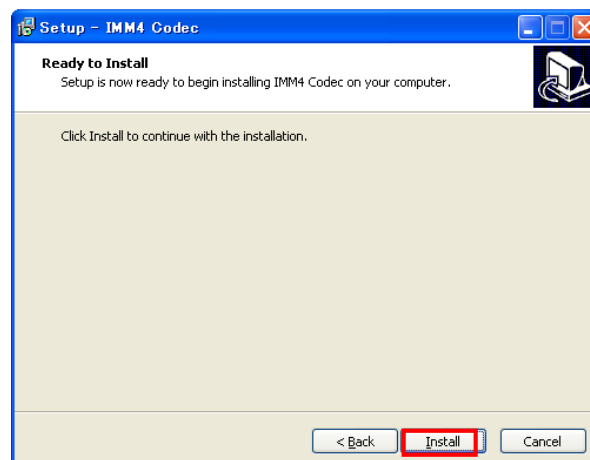 Setup - IMM4 Codec
Ready to Install
Setup is now ready to begin installing IMM4 Codec on your computer.
Click Install to continue with the installation.
< Back
Install
Cancel